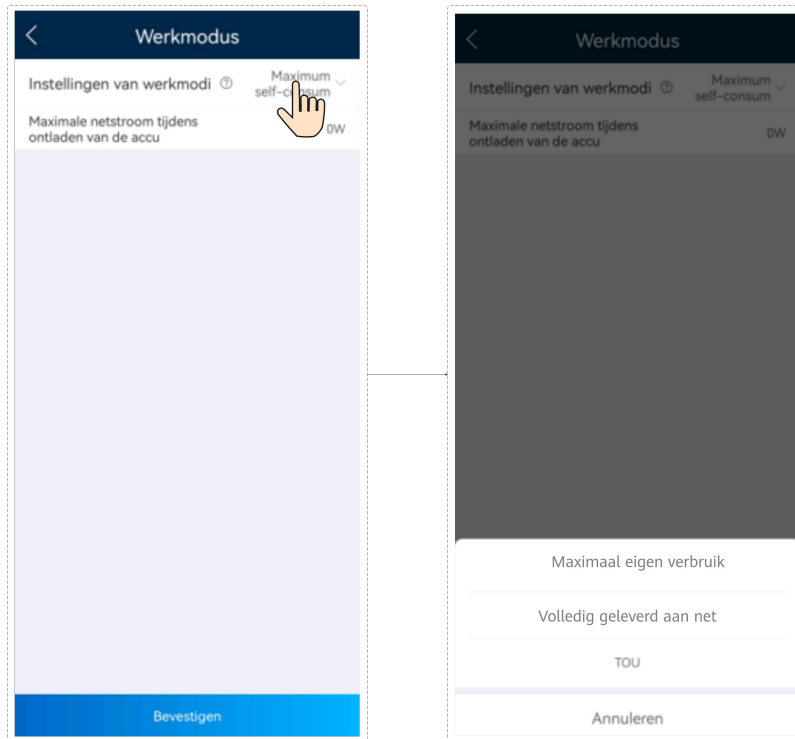 Werkmodus
Instellingen van werkmodi
Maximum
self-consum
Maximale netstroom tijdens
ontladen van de accu
0W
Bevestigen
Werkmodus
Instellingen van werkmodi
Maximum
self-consum
Maximale netstroom tijdens
ontladen van de accu
0W
Maximaal eigen verbruik
Volledig geleverd aan net
TOU
Annuleren